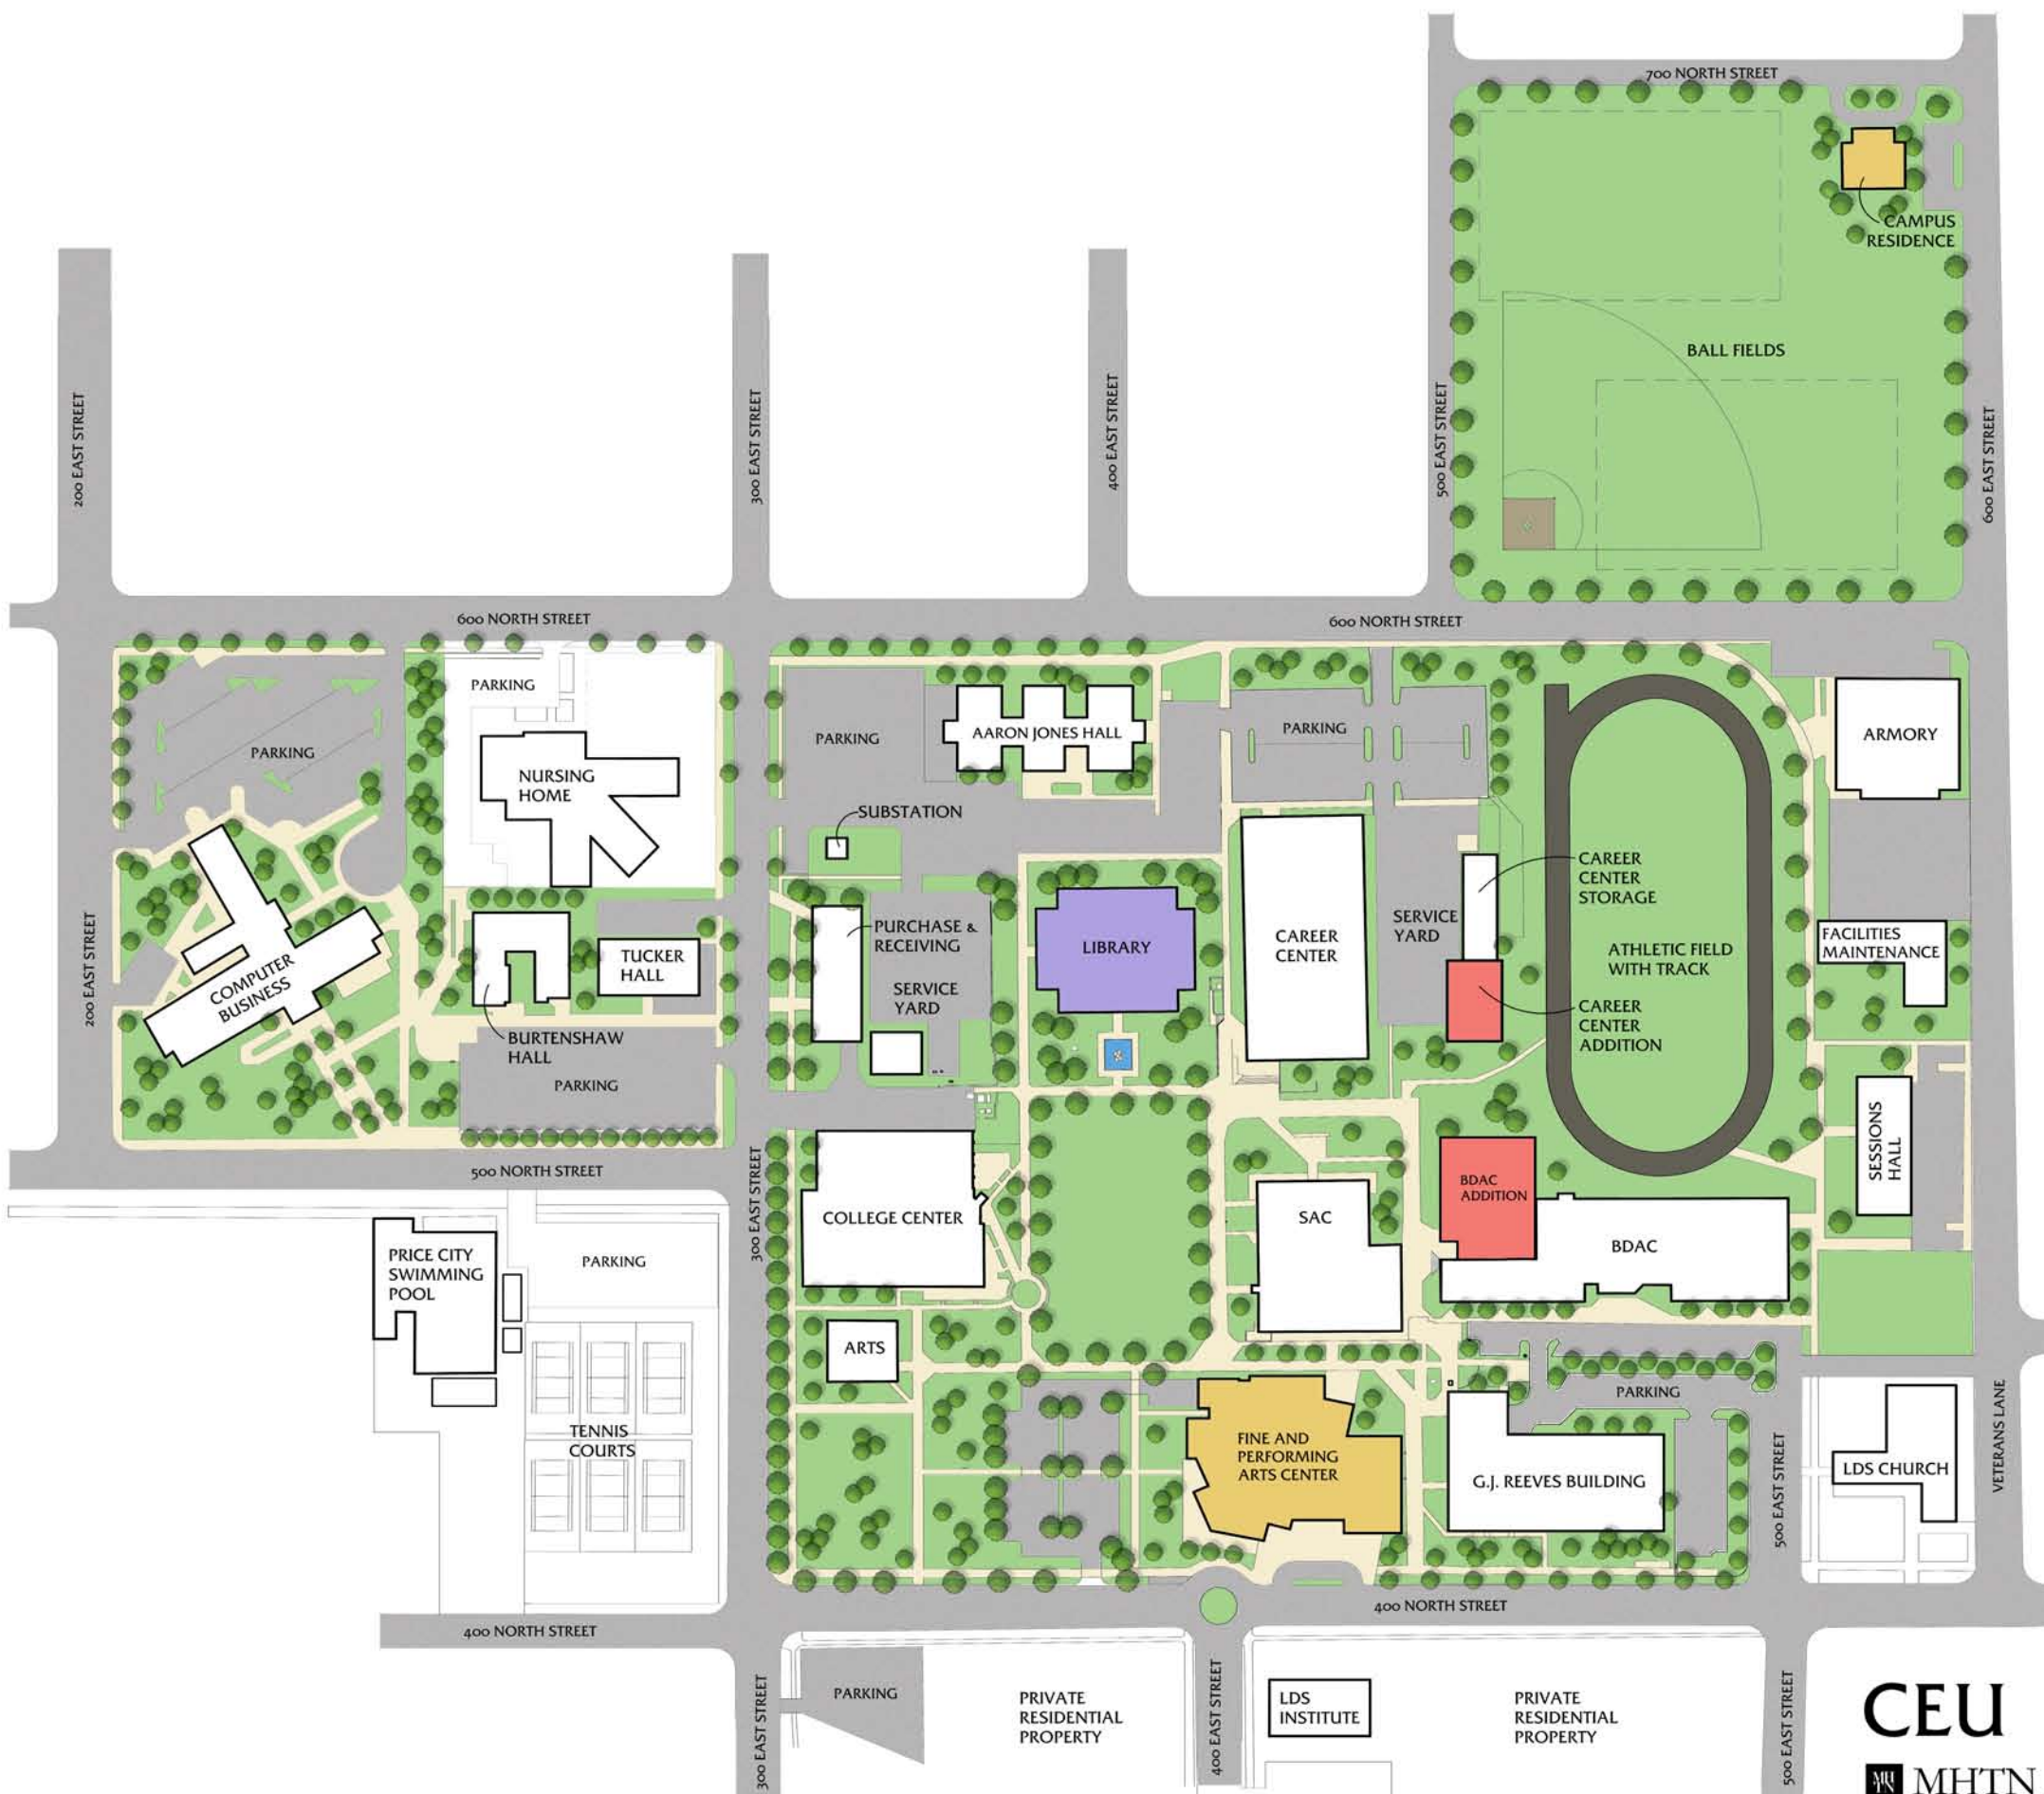 700 NORTH STREET
CAMPUS
RESIDENCE
BALL FIELDS
200 EAST STREET
300 EAST STREET
400 EAST STREET
500 EAST STREET
600 EAST STREET
600 NORTH STREET
600 NORTH STREET
PARKING
PARKING
NURSING
HOME
PARKING
AARON JONES HALL
PARKING
ARMORY
SUBSTATION
CAREER
CENTER
STORAGE
200 EAST STREET
COMPUTER
BUSINESS
TUCKER
HALL
BURTENSHAW
HALL
PARKING
PURCHASE &
RECEIVING
SERVICE
YARD
LIBRARY
CAREER
CENTER
SERVICE
YARD
ATHLETIC FIELD
WITH TRACK
CAREER
CENTER
ADDITION
FACILITIES
MAINTENANCE
SESSIONS
HALL
500 NORTH STREET
300 EAST STREET
COLLEGE CENTER
SAC
BDAC
ADDITION
BDAC
PRICE CITY
SWIMMING
POOL
PARKING
TENNIS
COURTS
ARTS
FINE AND
PERFORMING
ARTS CENTER
PARKING
G.J. REEVES BUILDING
500 EAST STREET
LDS CHURCH
VETERANS LANE
400 NORTH STREET
400 NORTH STREET
300 EAST STREET
PARKING
PRIVATE
RESIDENTIAL
PROPERTY
400 EAST STREET
LDS
INSTITUTE
PRIVATE
RESIDENTIAL
PROPERTY
500 EAST STREET
CEU
MHTN
MHTN